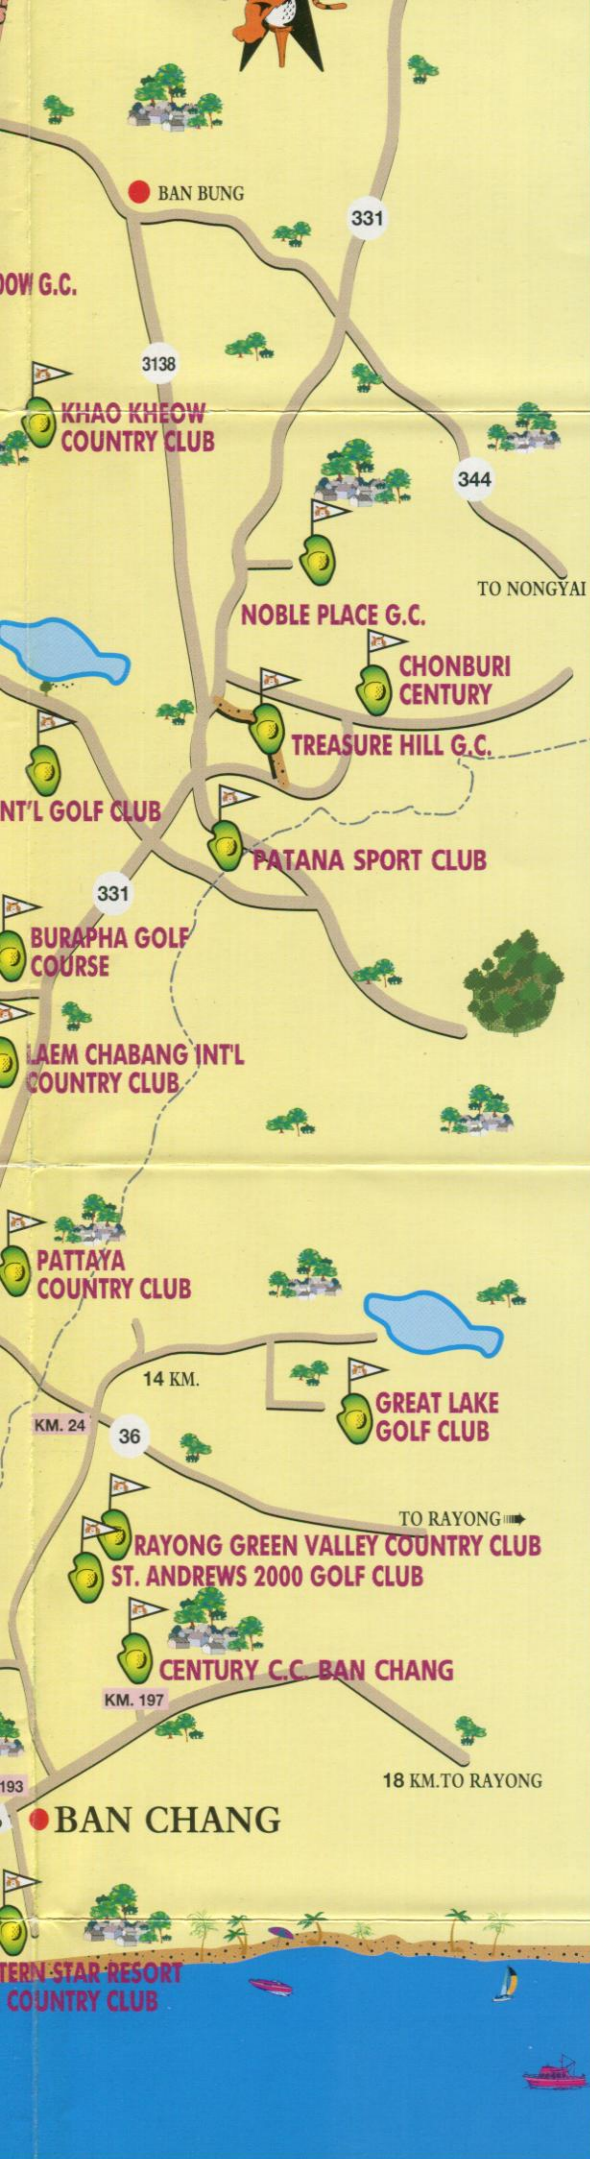 BAN BUNG
331
OW G.C.
3138
KHAO KHEOW
COUNTRY CLUB
344
TO NONGYAI
NOBLE PLACE G.C.
CHONBURI
CENTURY
TREASURE HILL G.C.
NT'L GOLF CLUB
PATANA SPORT CLUB
331
BURAPHA GOLF
COURSE
LAEM CHABANG INT'L
COUNTRY CLUB
PATTAYA
COUNTRY CLUB
14 KM.
GREAT LAKE
GOLF CLUB
KM. 24
36
TO RAYONG
RAYONG GREEN VALLEY COUNTRY CLUB
ST. ANDREWS 2000 GOLF CLUB
CENTURY C.C. BAN CHANG
KM. 197
18 KM.TO RAYONG
193
BAN CHANG
TERN STAR RESORT
COUNTRY CLUB